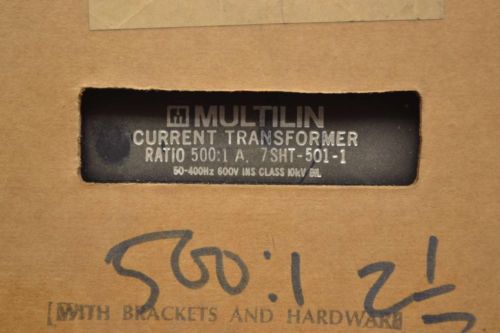 MULTILIN
CURRENT TRANSFORMER
RATIO 500:1 A. 7SHT-501-1
50-400Hz 600V INS CLASS 10kV BIL
500:1 2 1/
[WITH BRACKETS AND HARDWARE]